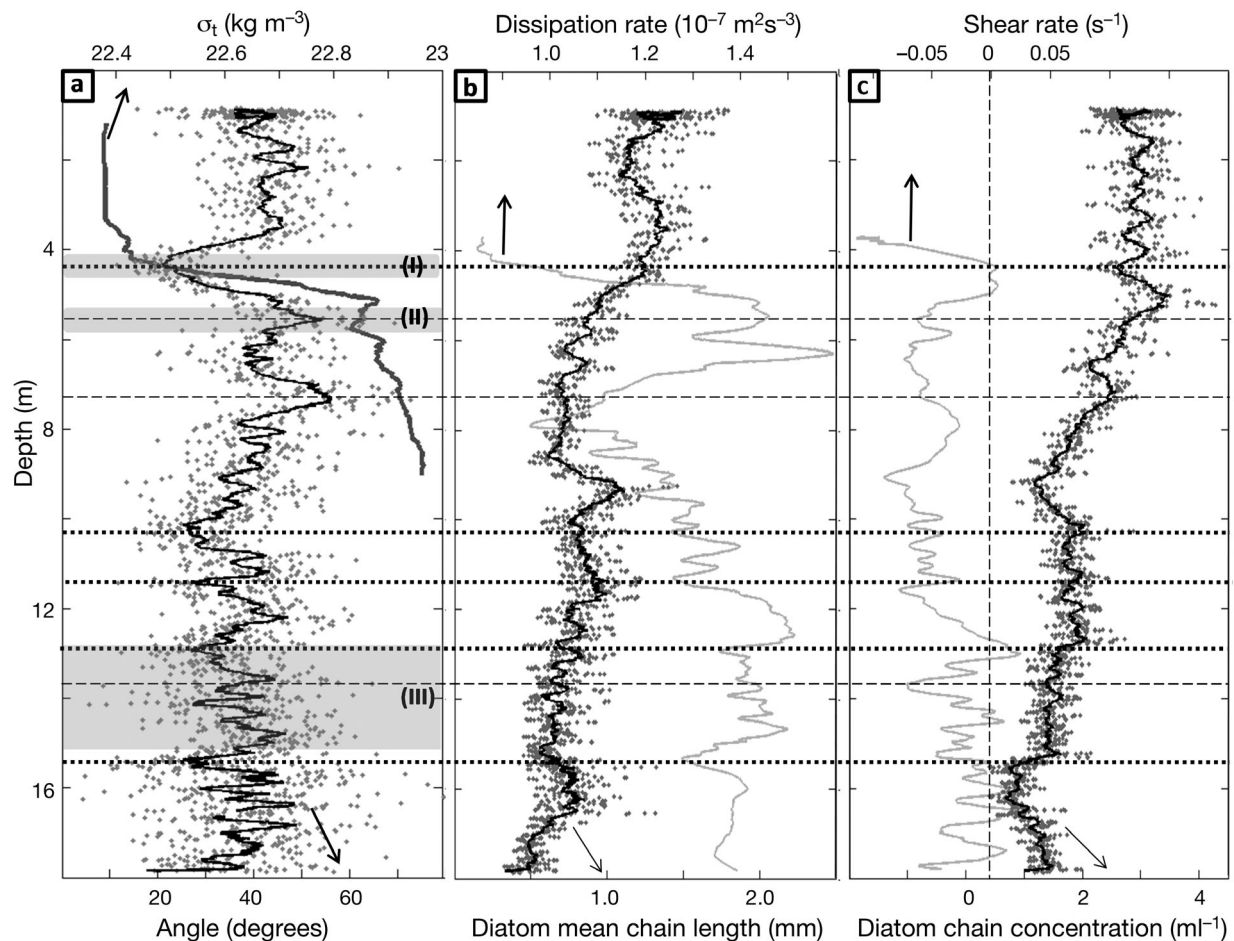 σt (kg m−3)
Dissipation rate (10−7 m2s−3)
Shear rate (s−1)
22.4 22.6 22.8 23
1.0 1.2 1.4
−0.05 0 0.05
a
b
c
4
(I)
(II)
Depth (m)
8
12
(III)
16
20 40 60
1.0 2.0
0 2 4
Angle (degrees)
Diatom mean chain length (mm)
Diatom chain concentration (ml−1)